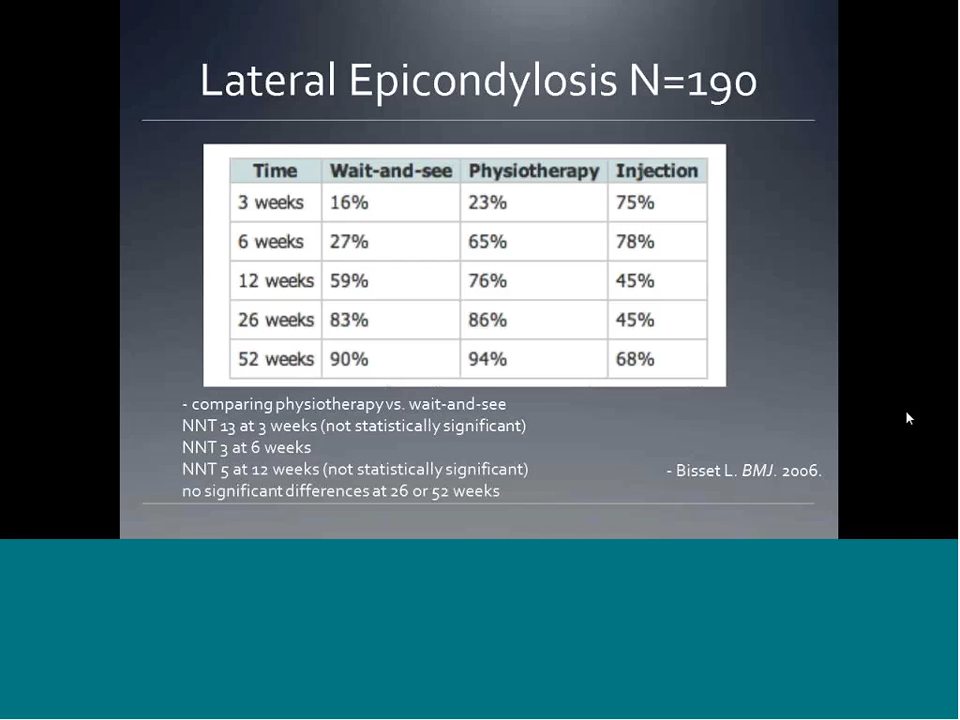 Lateral Epicondylosis N=190
Time Wait-and-see Physiotherapy Injection
3 weeks 16% 23% 75%
6 weeks 27% 65% 78%
12 weeks 59% 76% 45%
26 weeks 83% 86% 45%
52 weeks 90% 94% 68%
- comparing physiotherapy vs. wait-and-see
NNT 13 at 3 weeks (not statistically significant)
NNT 3 at 6 weeks
NNT 5 at 12 weeks (not statistically significant)
no significant differences at 26 or 52 weeks
- Bisset L. BMJ. 2006.